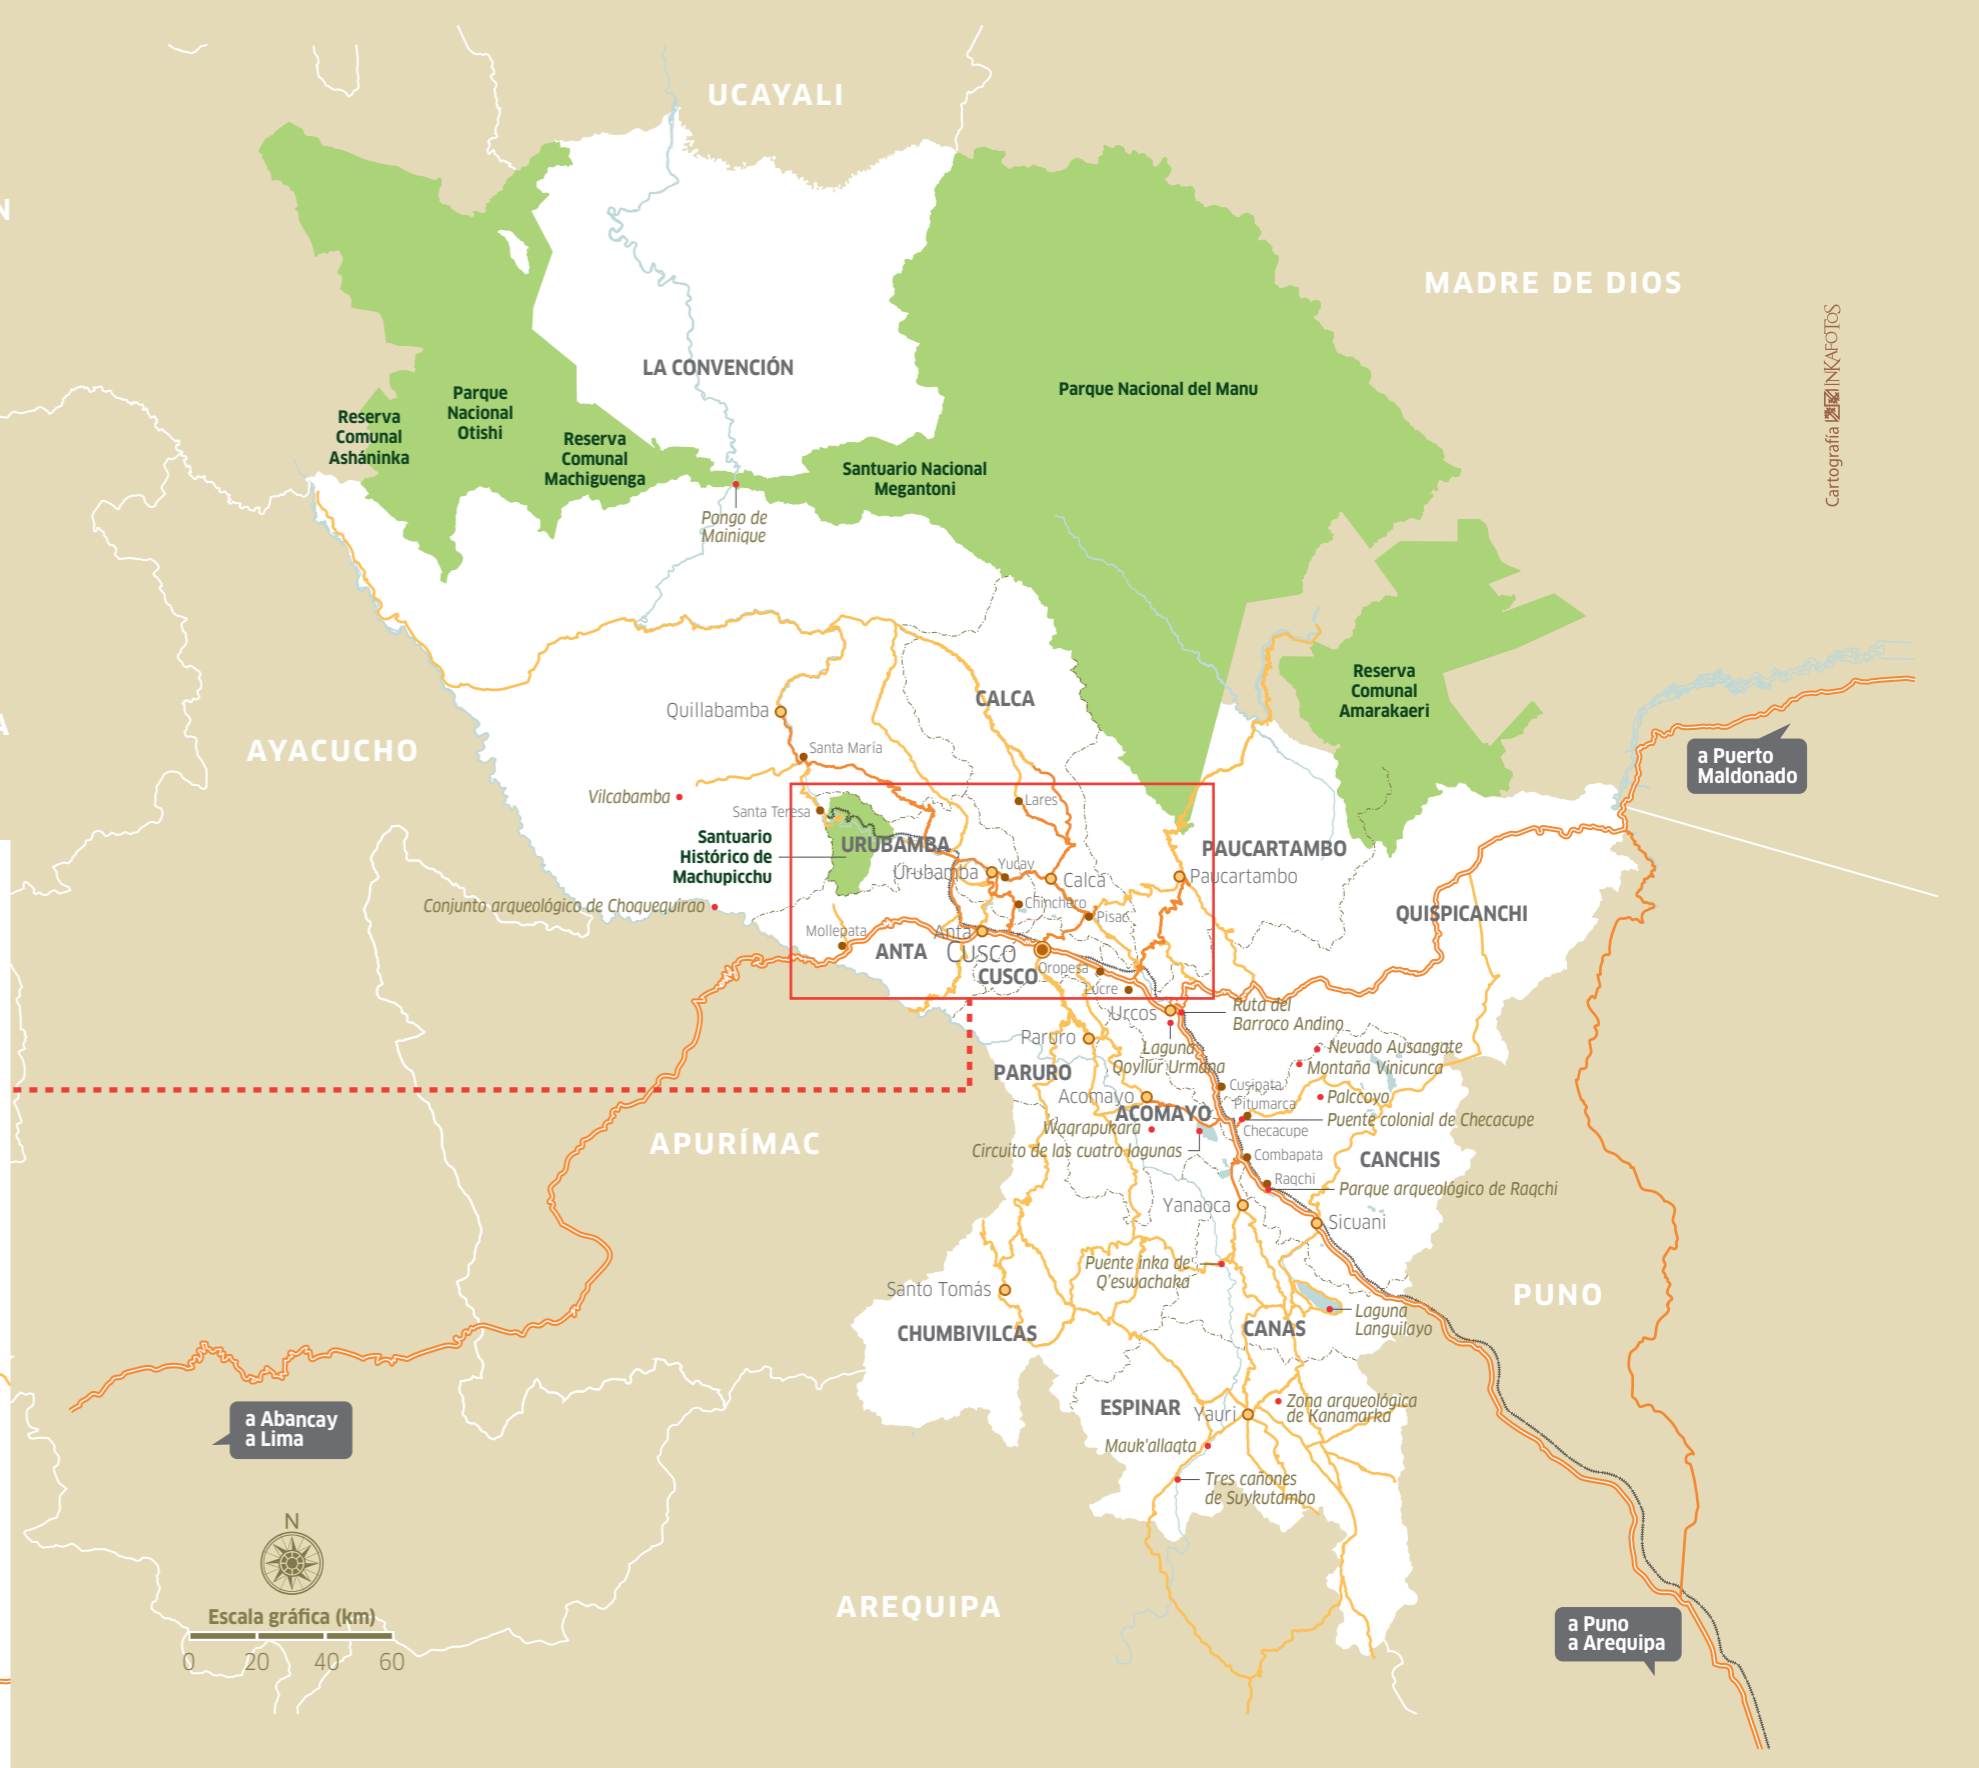 UCAYALI
MADRE DE DIOS
Cartografía INKAFOTOS
LA CONVENCIÓN
Parque
Nacional
Otishi
Reserva
Comunal
Asháninka
Reserva
Comunal
Machiguenga
Parque Nacional del Manu
Santuario Nacional
Megantoni
Pongo de
Mainique
Reserva
Comunal
Amarakaeri
CALCA
Quillabamba
AYACUCHO
Santa María
a Puerto
Maldonado
Vilcabamba
Lares
Santa Teresa
Santuario
Histórico de
Machupicchu
URUBAMBA
PAUCARTAMBO
Yucay
Urubamba
Calca
Paucartambo
Conjunto arqueológico de Choquequirao
Chinchero
Pisac
QUISPICANCHI
Mollepata
Anta
ANTA
CUSCO
CUSCO
Oropesa
Lucre
Urcos
Ruta del
Barroco Andino
Paruro
Laguna
Qoyllur Urmana
Nevado Ausangate
Montaña Vinicunca
PARURO
Cusipata
Acomayo
Pitumarca
Palccoyo
ACOMAYO
Puente colonial de Checacupe
Waqrapukara
Checacupe
APURÍMAC
Circuito de las cuatro lagunas
Combapata
CANCHIS
Raqchi
Parque arqueológico de Raqchi
Yanaoca
Sicuani
Puente inka de
Q'eswachaka
Santo Tomás
PUNO
Laguna
Languilayo
CHUMBIVILCAS
CANAS
Zona arqueológica
de Kanamarka
ESPINAR
Yauri
a Abancay
a Lima
Mauk'allaqta
Tres cañones
de Suykutambo
N
Escala gráfica (km)
0 20 40 60
AREQUIPA
a Puno
a Arequipa